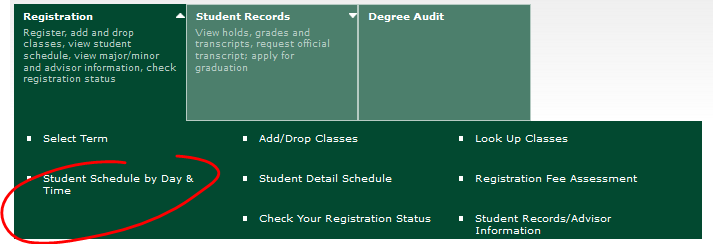 Registration
Register, add and drop
classes, view student
schedule, view major/minor
and advisor information, check
registration status
Student Records
View holds, grades and
transcripts, request official
transcript; apply for
graduation
Degree Audit
Select Term
Add/Drop Classes
Look Up Classes
Student Schedule by Day &
Time
Student Detail Schedule
Registration Fee Assessment
Check Your Registration Status
Student Records/Advisor
Information